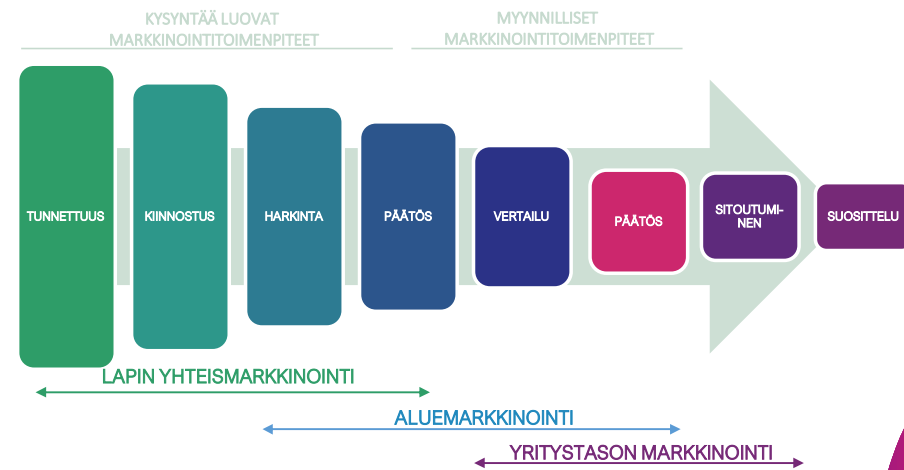 KYSYNTÄÄ LUOVAT
MARKKINOINTITOIMENPITEET
MYYNNILLISET
MARKKINOINTITOIMENPITEET
TUNNETTUUS
KIINNOSTUS
HARKINTA
PÄÄTÖS
VERTAILU
PÄÄTÖS
SITOUTUMI-
NEN
SUOSITTELU
LAPIN YHTEISMARKKINOINTI
ALUEMARKKINOINTI
YRITYSTASON MARKKINOINTI